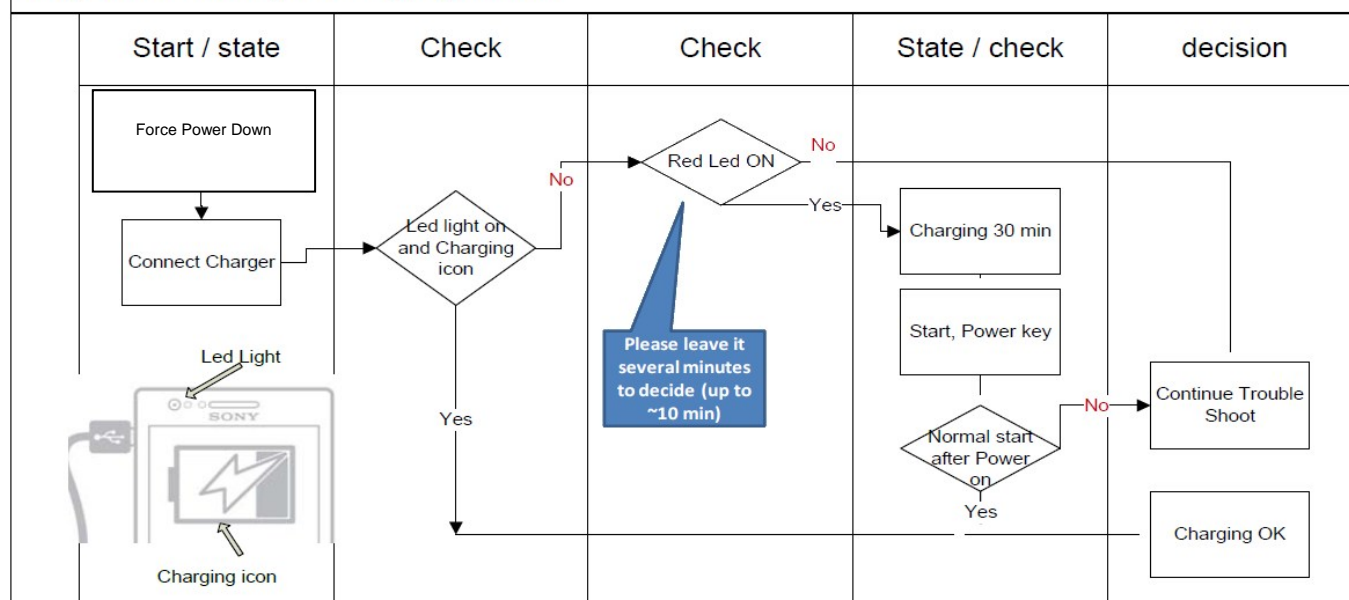 Start / state
Check
Check
State / check
decision
Force Power Down
Connect Charger
Led light on
and Charging
icon
No
Yes
Red Led ON
No
Yes
Please leave it
several minutes
to decide (up to
~10 min)
Charging 30 min
Start, Power key
Normal start
after Power
on
No
Yes
Continue Trouble
Shoot
Charging OK
Led Light
SONY
Charging icon